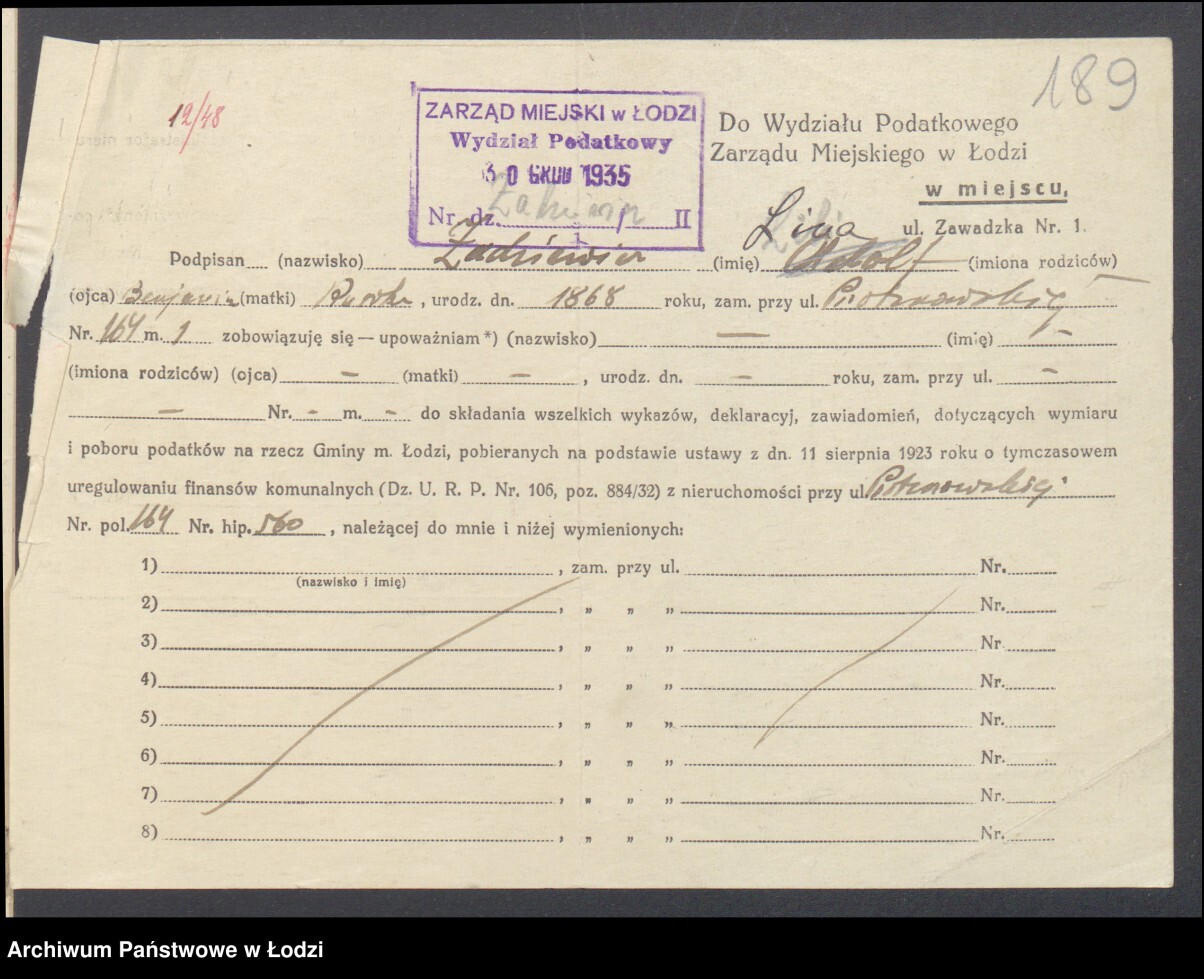 189
12/48
ZARZĄD MIEJSKI w ŁODZI
Wydział Podatkowy
30 GRUD 1935
Nr. dz. / II
Do Wydziału Podatkowego
Zarządu Miejskiego w Łodzi
w miejscu,
ul. Zawadzka Nr. 1.
Podpisan (nazwisko) (imię) Adolf (imiona rodziców)
(ojca) Benjamin (matki) , urodz. dn. 1868 roku, zam. przy ul. Piotrkowskiej
Nr. 164 m. 1 zobowiązuję się — upoważniam *) (nazwisko) — (imię) —
(imiona rodziców) (ojca) — (matki) — , urodz. dn. — roku, zam. przy ul. —
— Nr. - m. - do składania wszelkich wykazów, deklaracyj, zawiadomień, dotyczących wymiaru
i poboru podatków na rzecz Gminy m. Łodzi, pobieranych na podstawie ustawy z dn. 11 sierpnia 1923 roku o tymczasowem
uregulowaniu finansów komunalnych (Dz. U. R. P. Nr. 106, poz. 884/32) z nieruchomości przy ul. Piotrkowskiej
Nr. pol. 164 Nr. hip. 560 , należącej do mnie i niżej wymienionych:
1) , zam. przy ul. Nr.
(nazwisko i imię)
2) , „ „ „ Nr.
3) , „ „ „ Nr.
4) , „ „ „ Nr.
5) , „ „ „ Nr.
6) , „ „ „ Nr.
7) , „ „ „ Nr.
8) , „ „ „ Nr.
Archiwum Państwowe w Łodzi